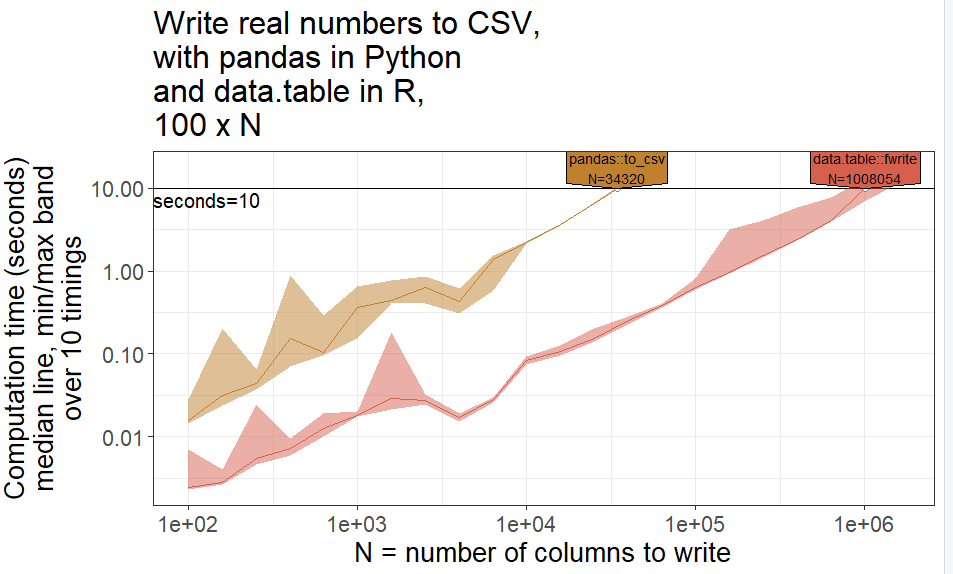 Write real numbers to CSV,
with pandas in Python
and data.table in R,
100 x N
Computation time (seconds)
median line, min/max band
over 10 timings
10.00
1.00
0.10
0.01
seconds=10
pandas::to_csv
N=34320
data.table::fwrite
N=1008054
1e+02
1e+03
1e+04
1e+05
1e+06
N = number of columns to write